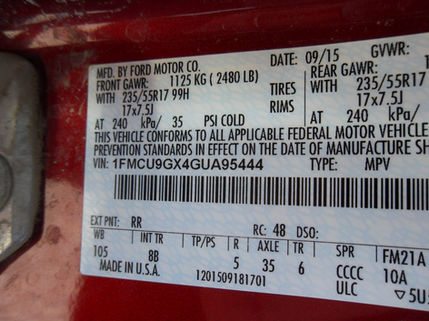 MFD. BY FORD MOTOR CO.
DATE: 09/15 GVWR:
FRONT GAWR: 1125 KG (2480 LB) REAR GAWR: 1
WITH 235/55R17 99H TIRES WITH 235/55R17
17x7.5J RIMS 17x7.5J
AT 240 kPa/ 35 PSI COLD AT 240 kPa/
THIS VEHICLE CONFORMS TO ALL APPLICABLE FEDERAL MOTOR VEHICLE
PREVENTION STANDARDS IN EFFECT ON THE DATE OF MANUFACTURE SH
VIN: 1FMCU9GX4GUA95444 TYPE: MPV
EXT PNT: RR RC: 48 DSO:
WB INT TR TP/PS R AXLE TR SPR FM21A
105 8B 5 35 6 CCCC 10A
MADE IN U.S.A. 1201509181701 ULC ▽5U5